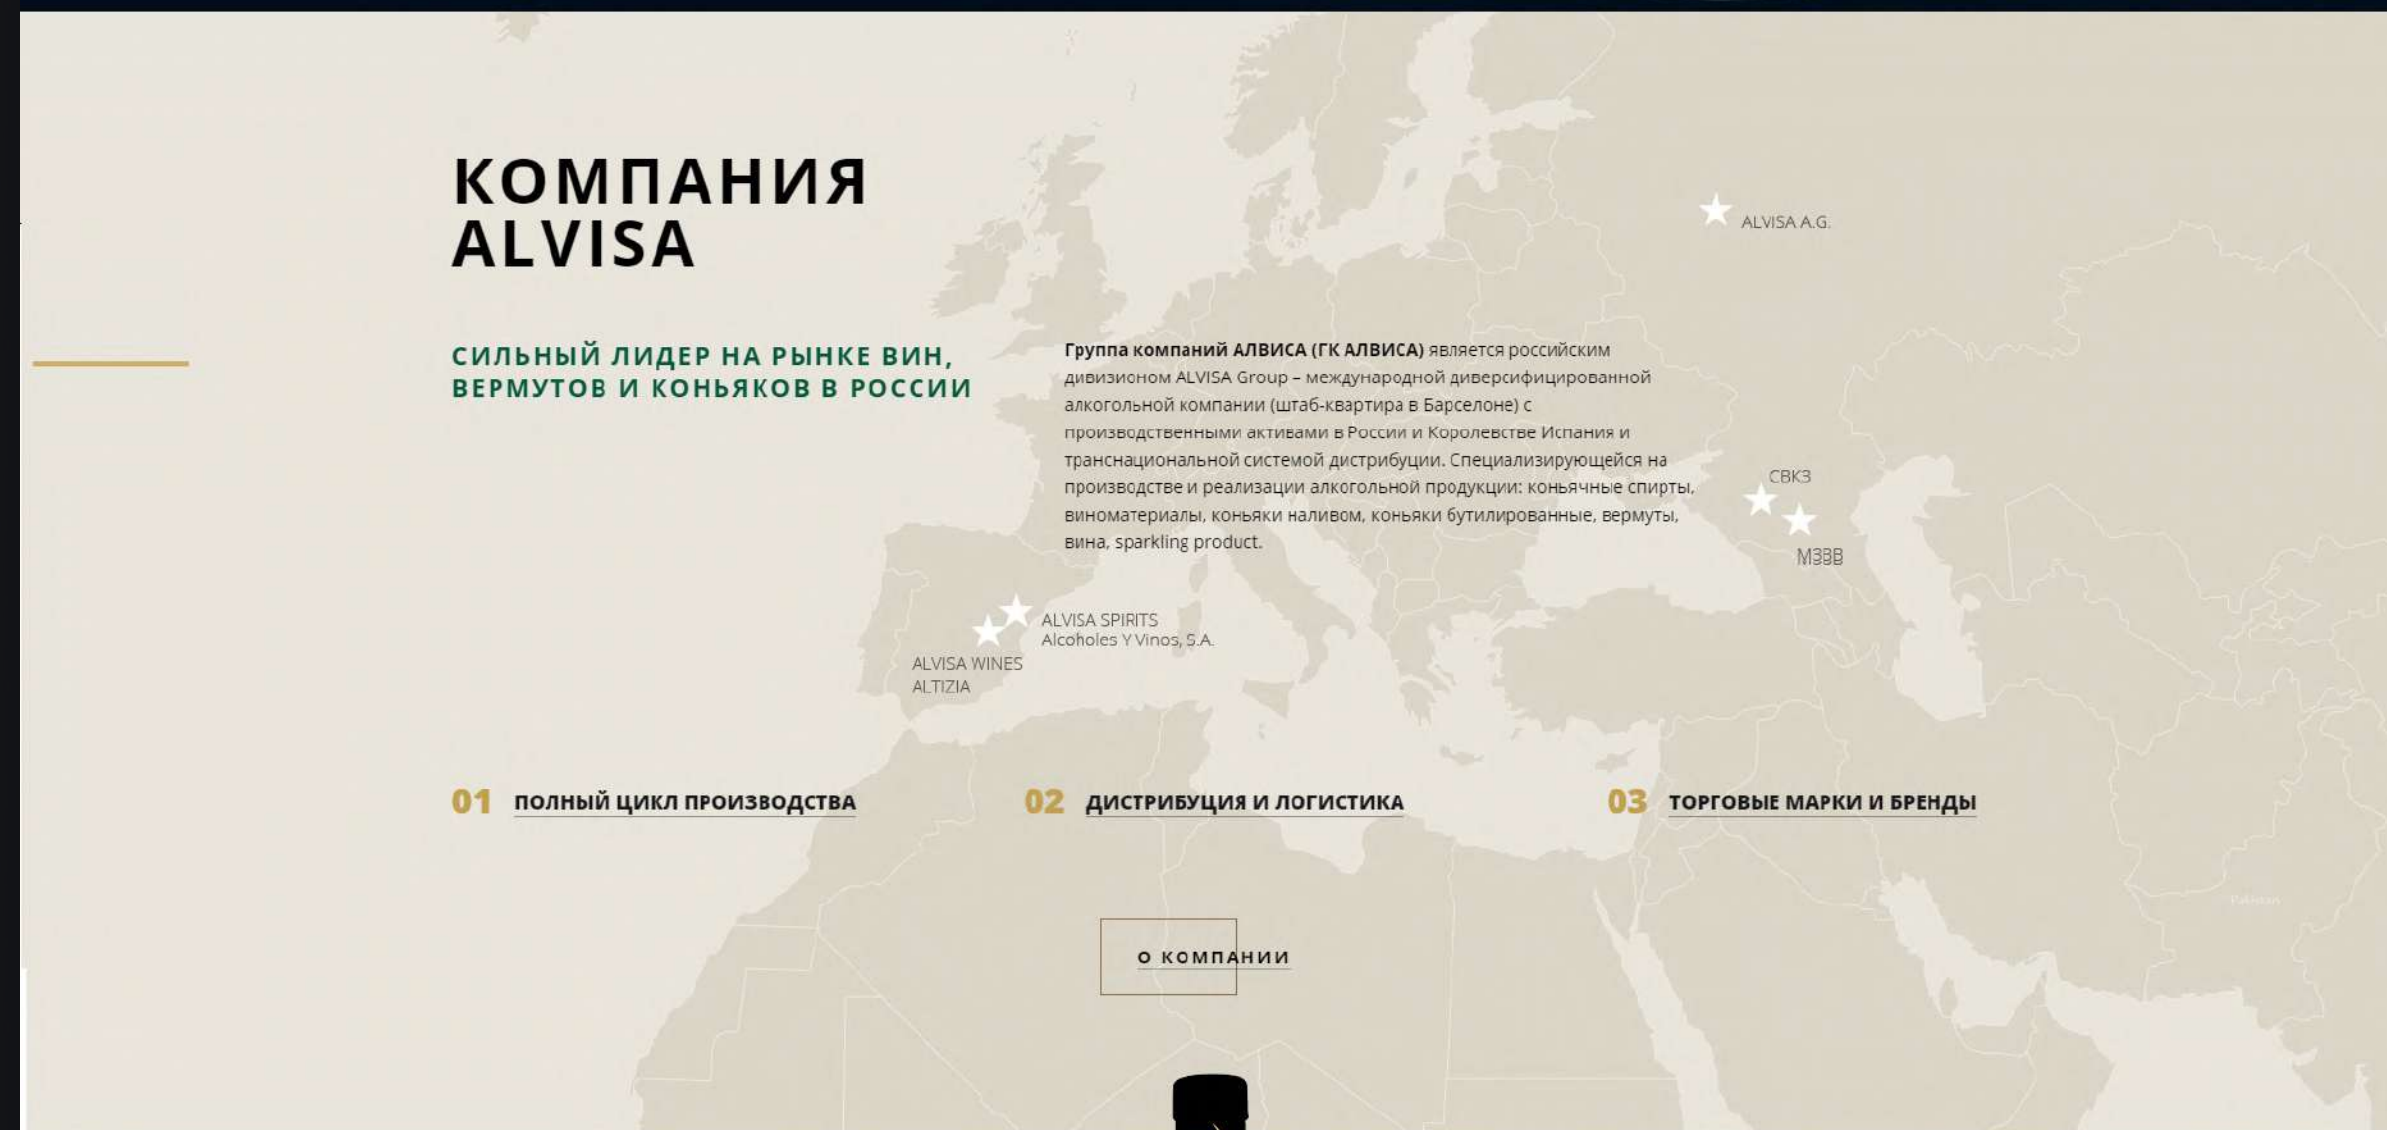 КОМПАНИЯ
ALVISA
СИЛЬНЫЙ ЛИДЕР НА РЫНКЕ ВИН,
ВЕРМУТОВ И КОНЬЯКОВ В РОССИИ
Группа компаний АЛВИСА (ГК АЛВИСА) является российским
дивизионом ALVISA Group – международной диверсифицированной
алкогольной компании (штаб-квартира в Барселоне) с
производственными активами в России и Королевстве Испания и
транснациональной системой дистрибуции. Специализирующейся на
производстве и реализации алкогольной продукции: коньячные спирты,
виноматериалы, коньяки наливом, коньяки бутилированные, вермуты,
вина, sparkling product.
ALVISA A.G.
СВКЗ
МЗВВ
ALVISA SPIRITS
Alcoholes Y Vinos, S.A.
ALVISA WINES
ALTIZIA
01 ПОЛНЫЙ ЦИКЛ ПРОИЗВОДСТВА
02 ДИСТРИБУЦИЯ И ЛОГИСТИКА
03 ТОРГОВЫЕ МАРКИ И БРЕНДЫ
О КОМПАНИИ